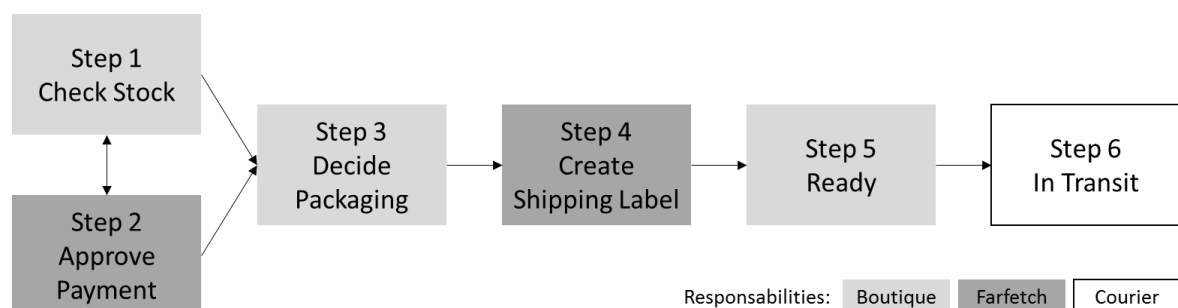 Step 1
Check Stock
Step 2
Approve
Payment
Step 3
Decide
Packaging
Step 4
Create
Shipping Label
Step 5
Ready
Step 6
In Transit
Responsabilities: Boutique Farfetch Courier